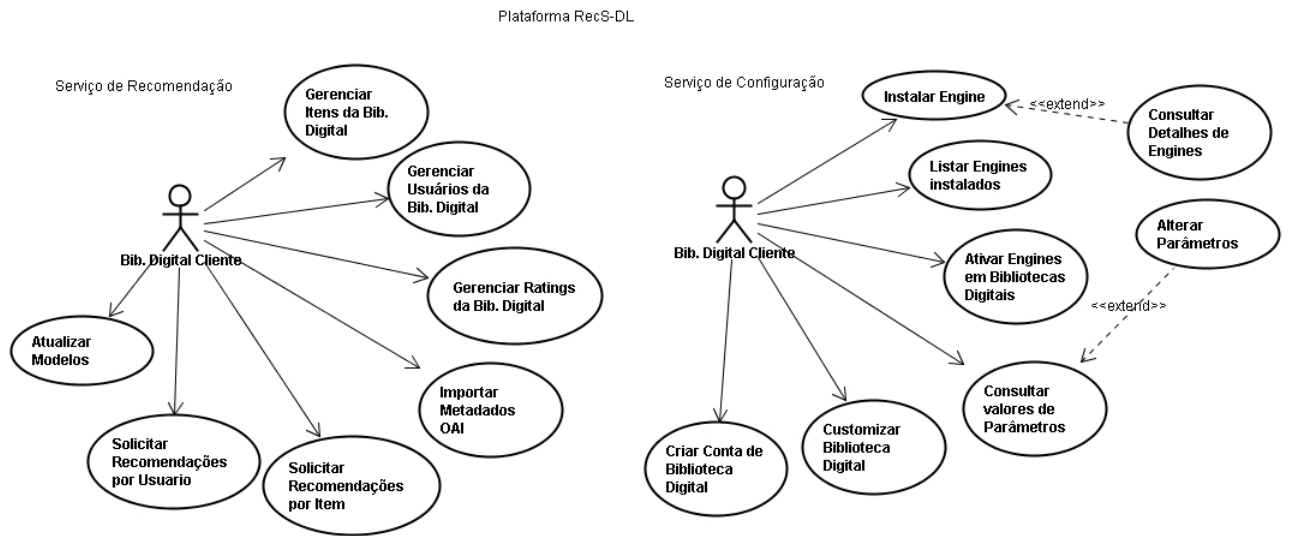 Plataforma RecS-DL
Serviço de Recomendação
Gerenciar
Itens da Bib.
Digital
Gerenciar
Usuários da
Bib. Digital
Bib. Digital Cliente
Gerenciar Ratings
da Bib. Digital
Atualizar
Modelos
Importar
Metadados
OAI
Solicitar
Recomendações
por Usuario
Solicitar
Recomendações
por Item
Serviço de Configuração
Instalar Engine
<<extend>>
Consultar
Detalhes de
Engines
Listar Engines
instalados
Alterar
Parâmetros
Bib. Digital Cliente
Ativar Engines
em Bibliotecas
Digitais
<<extend>>
Consultar
valores de
Parâmetros
Customizar
Biblioteca
Digital
Criar Conta de
Biblioteca
Digital